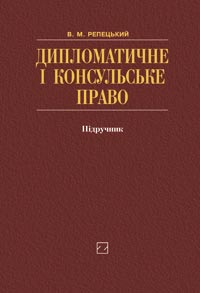 В. М. РЕПЕЦЬКИЙ
ДИПЛОМАТИЧНЕ
І КОНСУЛЬСЬКЕ
ПРАВО
Підручник